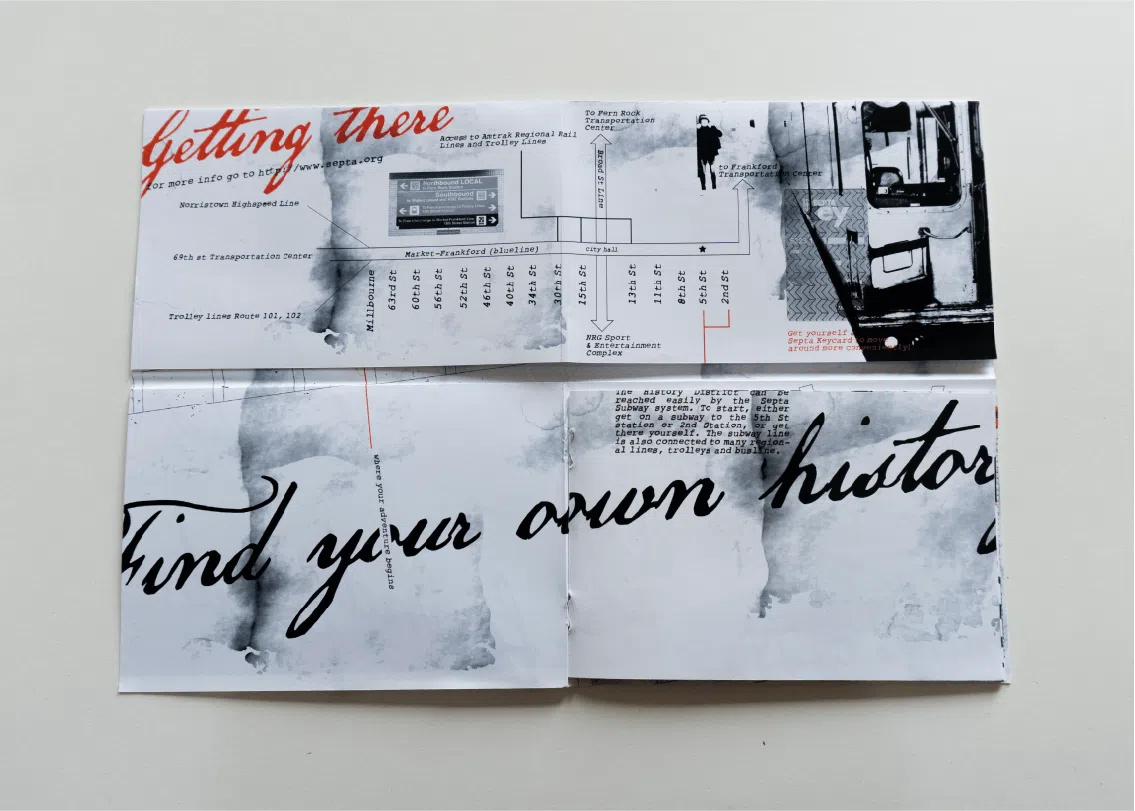 Getting there
for more info go to http://www.septa.org
Norristown Highspeed Line
69th st Transportation Center
Trolley lines Route 101, 102
Access to Amtrak Regional Rail
Lines and Trolley Lines
Northbound LOCAL
Southbound
Market-Frankford (blueline)
Millbourne
63rd St
60th St
56th St
52th St
46th St
40th St
34th St
30th St
15th St
13th St
11th St
8th St
5th St
2nd St
To Fern Rock
Transportation
Center
Broad St Line
City hall
NRG Sport
& Entertainment
Complex
to Frankford
Transportation Center
key
Get yourself a
Septa Keycard to move
around more conveniently!
The History District can be
reached easily by the Septa
Subway system. To start, either
get on a subway to the 5th St
station or 2nd Station, or get
there yourself. The subway line
is also connected to many region-
al lines, trolleys and busline.
Find your own history
where your adventure begins